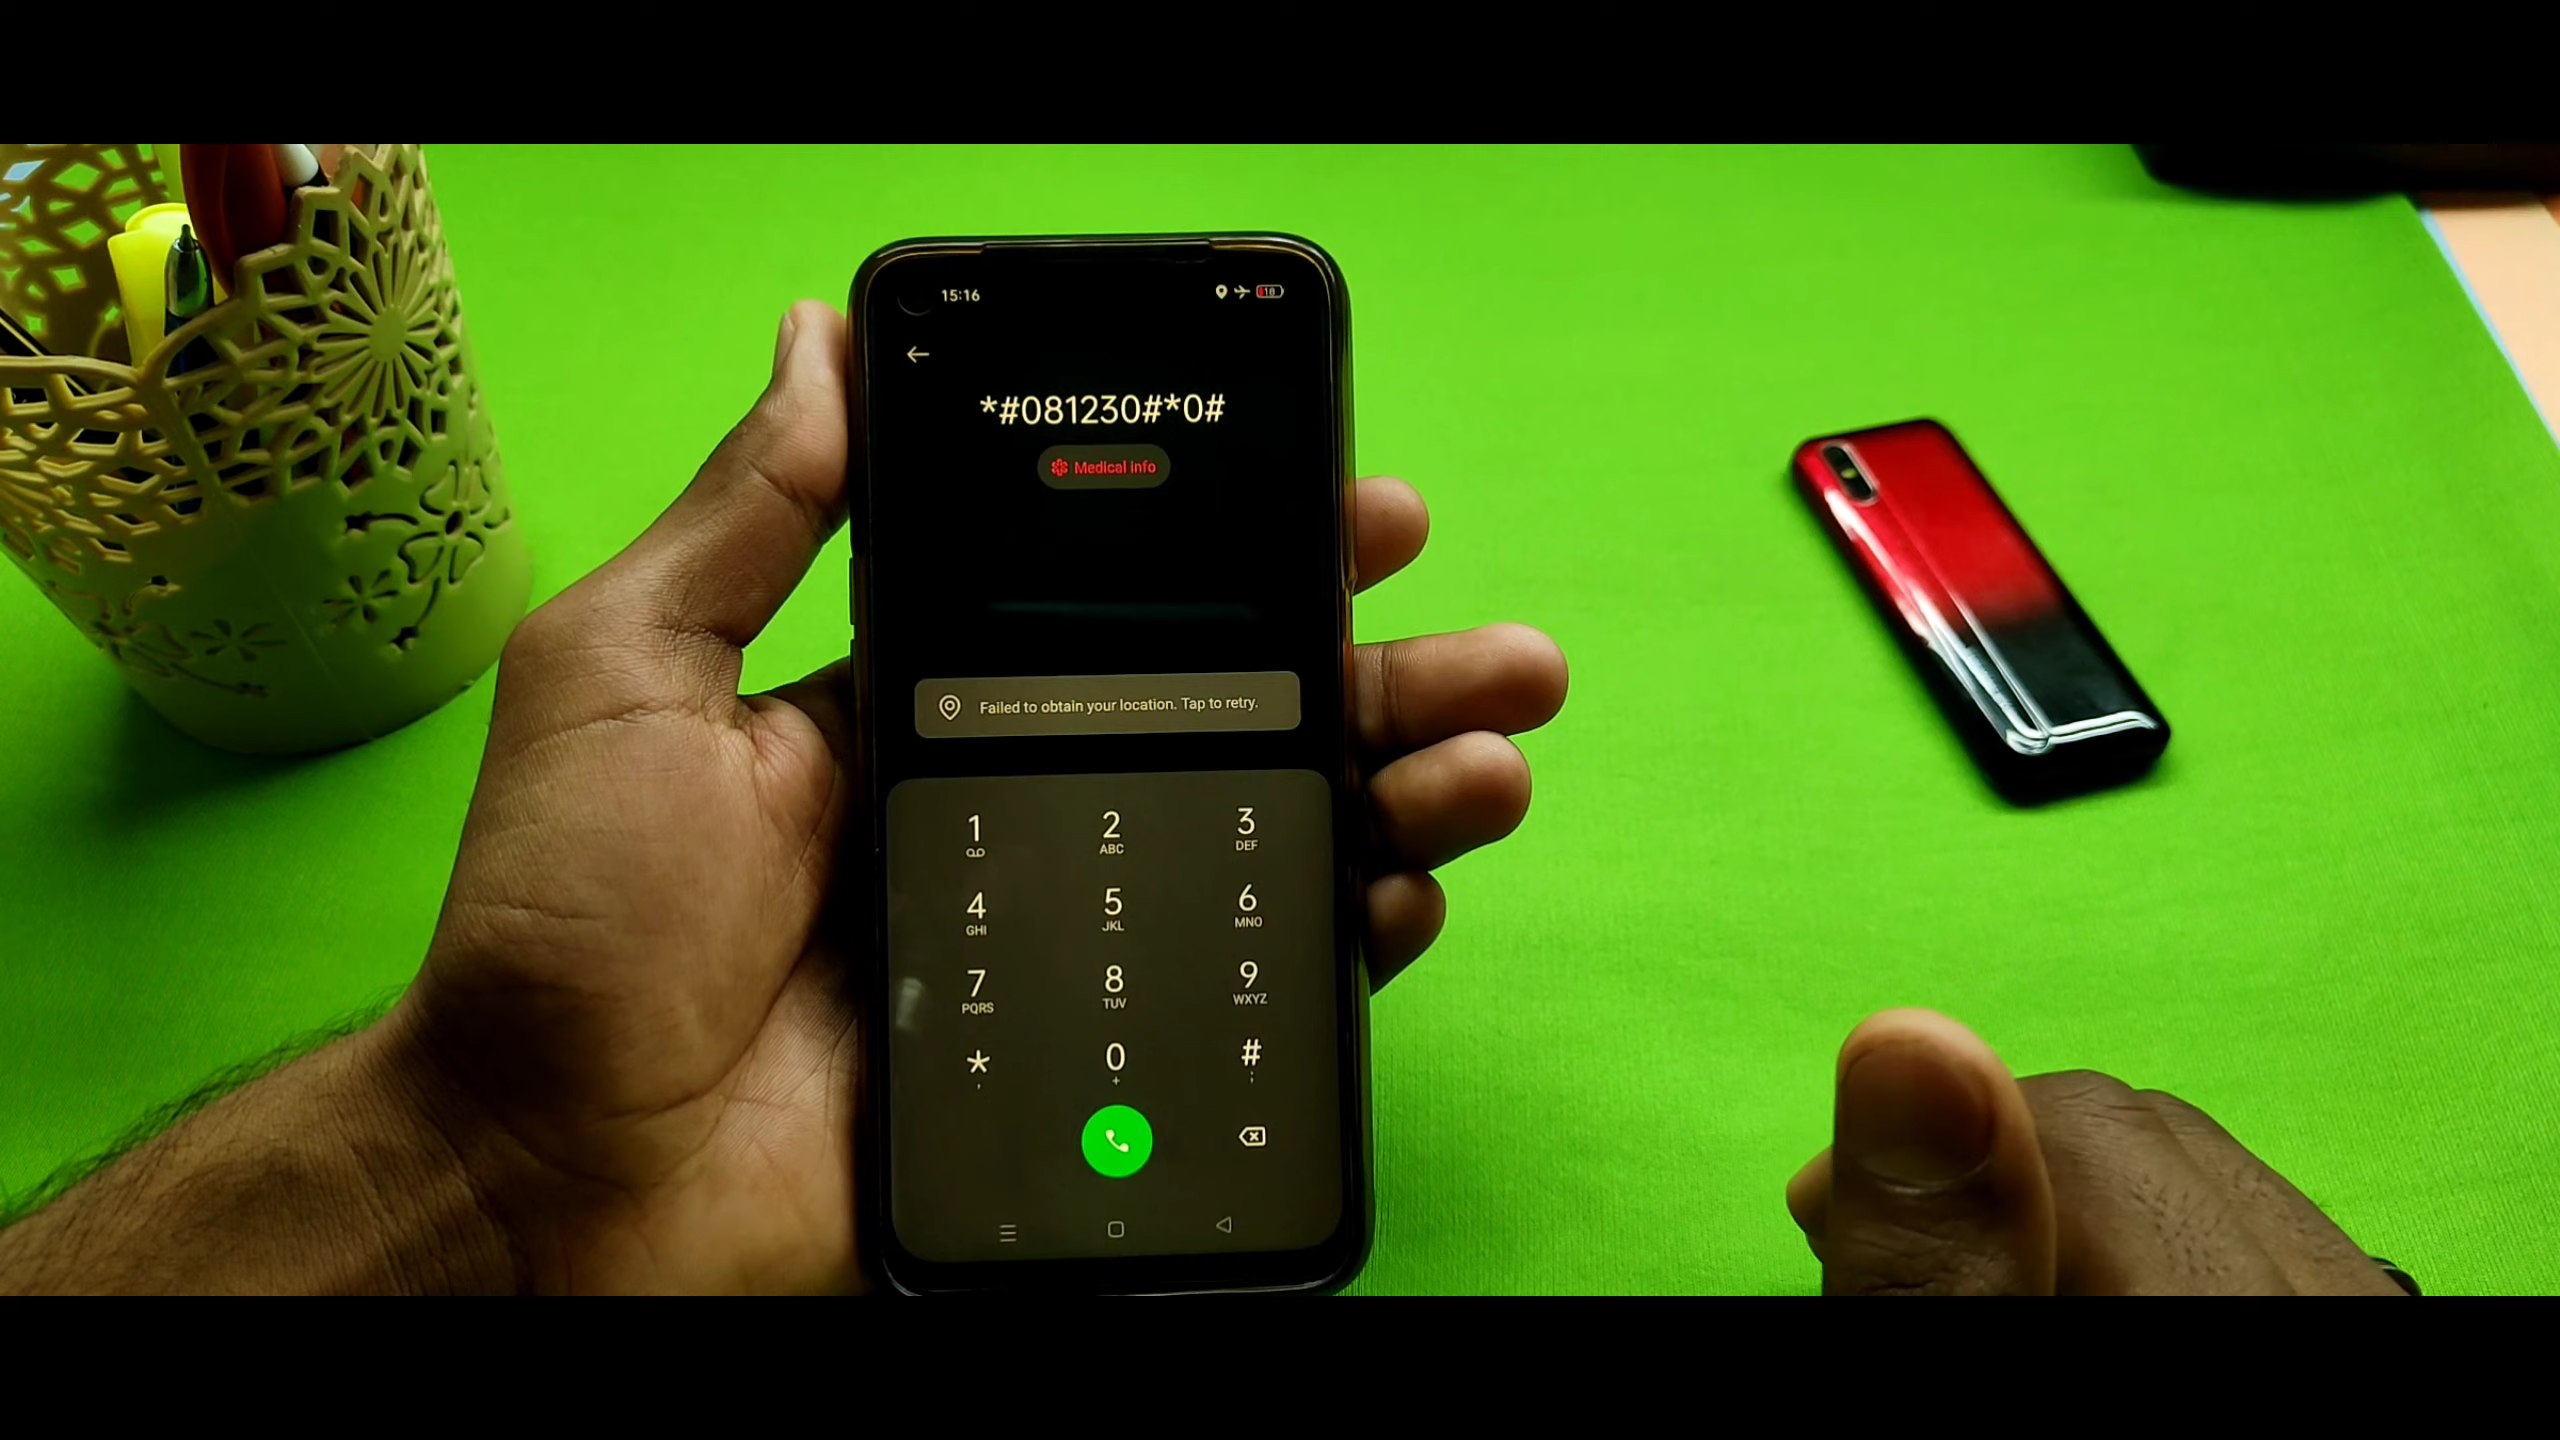 15:16
18
*#081230#*0#
Medical info
Failed to obtain your location. Tap to retry.
1 2 3
ABC DEF
4 5 6
GHI JKL MNO
7 8 9
PQRS TUV WXYZ
* 0 #
, + ;